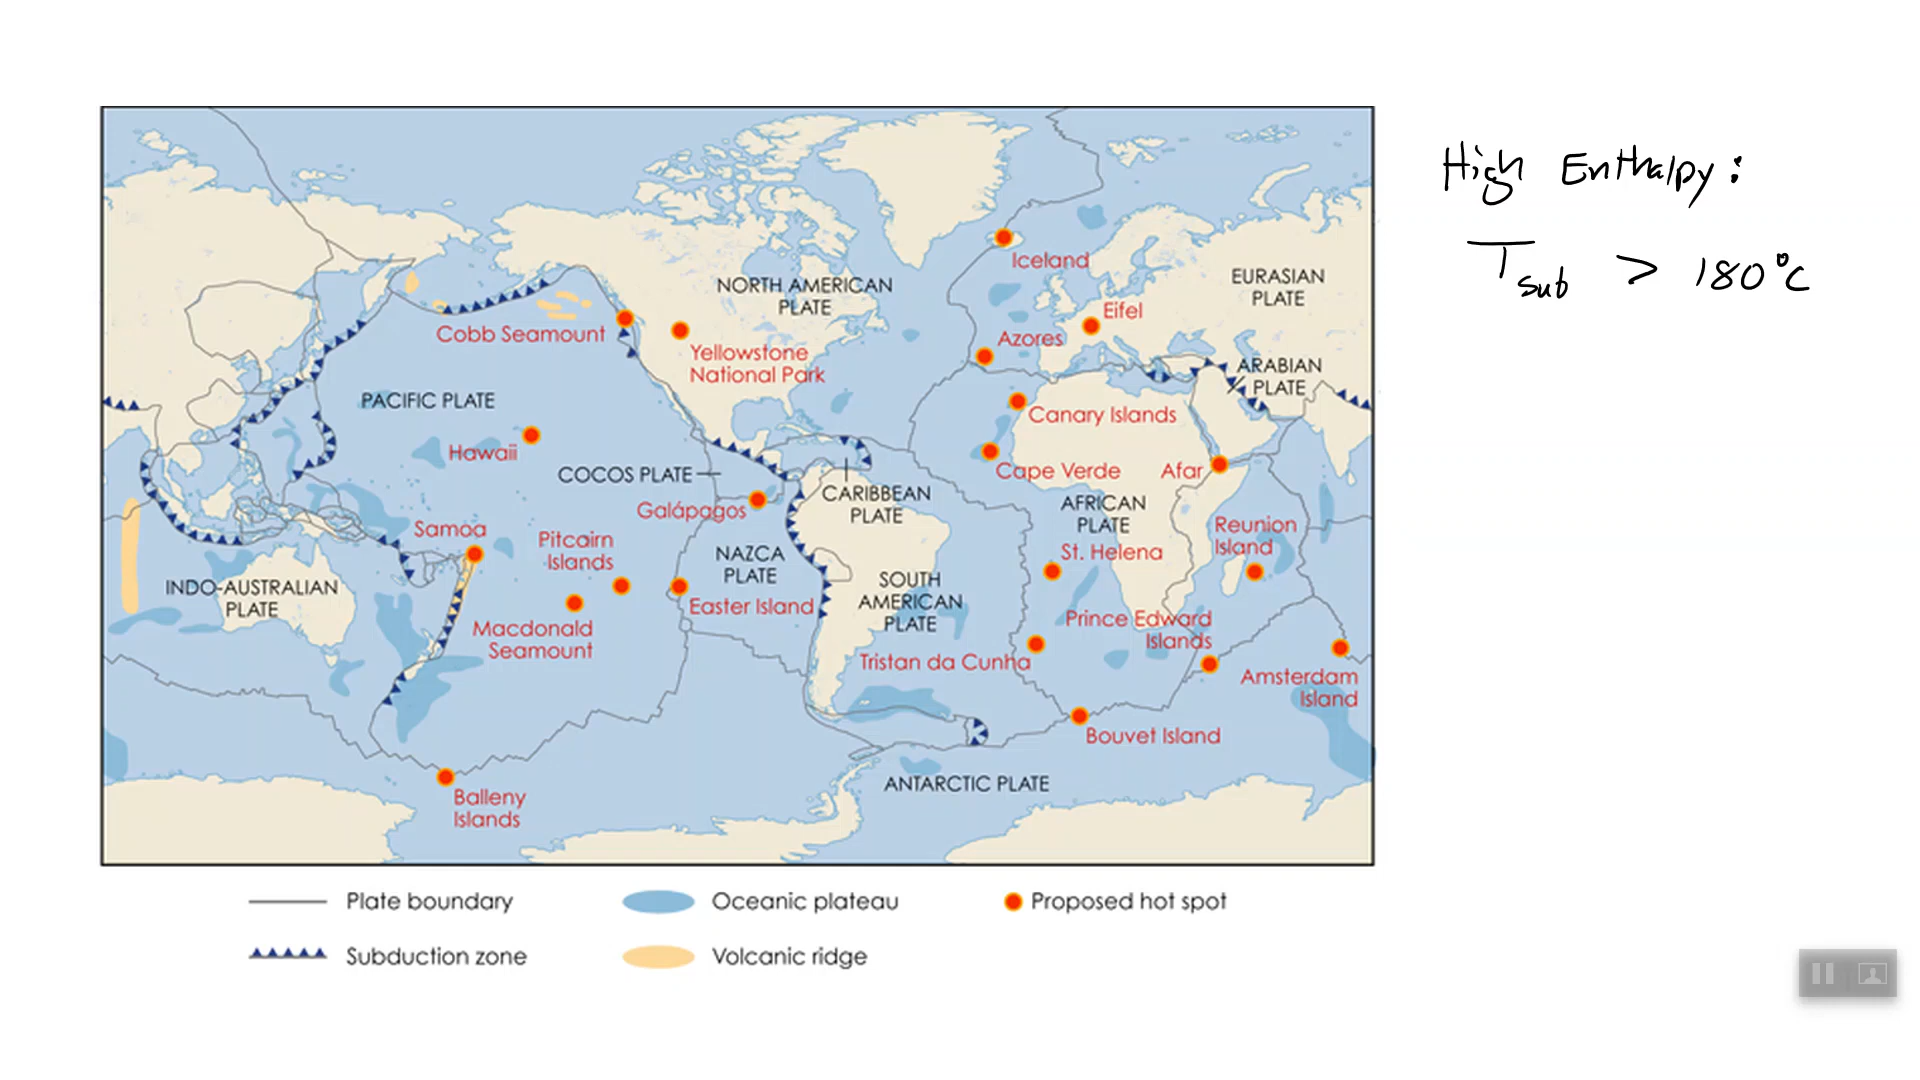 High Enthalpy:
T sub > 180°C
Iceland
NORTH AMERICAN
PLATE
EURASIAN
PLATE
Eifel
Cobb Seamount
Azores
Yellowstone
National Park
ARABIAN
PLATE
PACIFIC PLATE
Canary Islands
Hawaii
COCOS PLATE
Cape Verde
Afar
CARIBBEAN
PLATE
AFRICAN
PLATE
Galápagos
Samoa
Pitcairn
Islands
Reunion
Island
NAZCA
PLATE
St. Helena
INDO-AUSTRALIAN
PLATE
SOUTH
AMERICAN
PLATE
Easter Island
Macdonald
Seamount
Prince Edward
Islands
Tristan da Cunha
Amsterdam
Island
Bouvet Island
ANTARCTIC PLATE
Balleny
Islands
Plate boundary
Oceanic plateau
Proposed hot spot
Subduction zone
Volcanic ridge